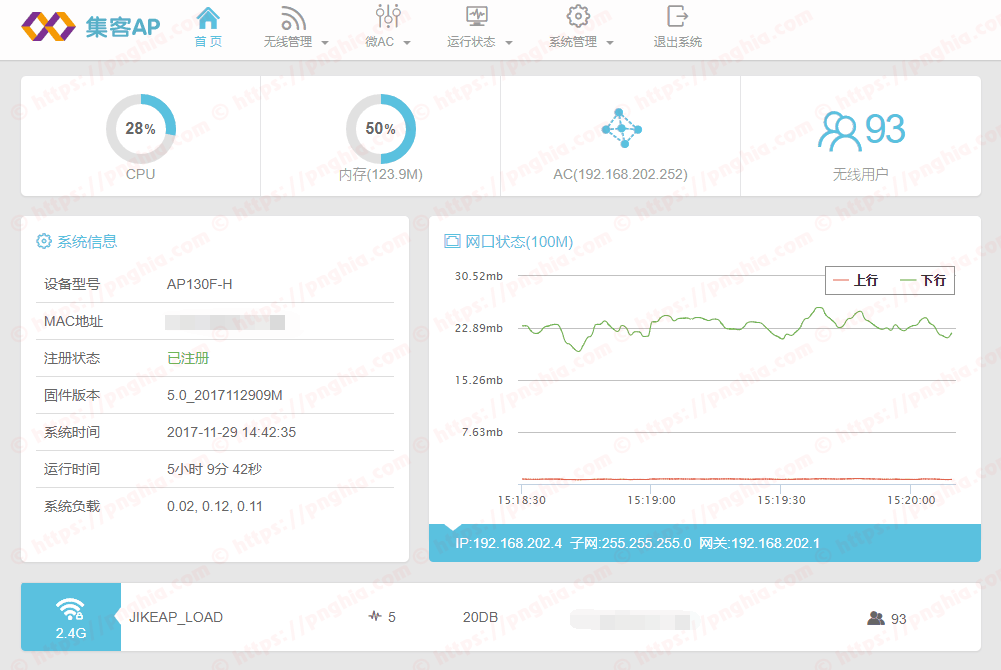 集客AP
首 页
无线管理
微AC
运行状态
系统管理
退出系统
28%
CPU
50%
内存(123.9M)
AC(192.168.202.252)
93
无线用户
系统信息
设备型号 AP130F-H
MAC地址
注册状态 已注册
固件版本 5.0_2017112909M
系统时间 2017-11-29 14:42:35
运行时间 5小时 9分 42秒
系统负载 0.02, 0.12, 0.11
网口状态(100M)
上行 下行
30.52mb
22.89mb
15.26mb
7.63mb
15:18:30 15:19:00 15:19:30 15:20:00
IP:192.168.202.4 子网:255.255.255.0 网关:192.168.202.1
2.4G
JIKEAP_LOAD 5 20DB 93
© https://pnghia.com